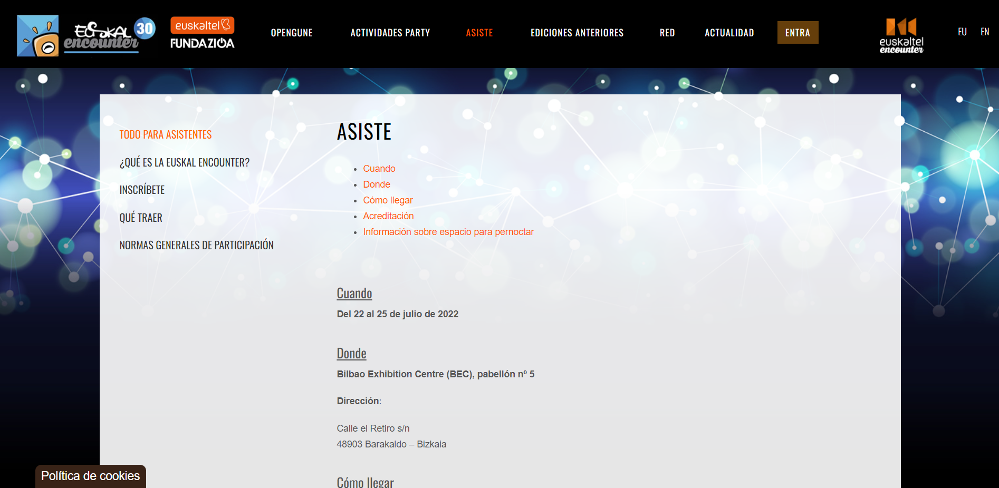 EUSKAL 30
encounter
euskaltel
FUNDAZIOA
OPENGUNE
ACTIVIDADES PARTY
ASISTE
EDICIONES ANTERIORES
RED
ACTUALIDAD
ENTRA
euskaltel
encounter
EU
EN
TODO PARA ASISTENTES
¿QUÉ ES LA EUSKAL ENCOUNTER?
INSCRÍBETE
QUÉ TRAER
NORMAS GENERALES DE PARTICIPACIÓN
ASISTE
Cuando
Donde
Cómo llegar
Acreditación
Información sobre espacio para pernoctar
Cuando
Del 22 al 25 de julio de 2022
Donde
Bilbao Exhibition Centre (BEC), pabellón nº 5
Dirección:
Calle el Retiro s/n
48903 Barakaldo – Bizkaia
Cómo llegar
Política de cookies